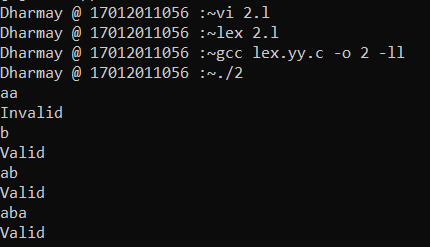 Dharmay @ 17012011056 :~vi 2.l
Dharmay @ 17012011056 :~lex 2.l
Dharmay @ 17012011056 :~gcc lex.yy.c -o 2 -ll
Dharmay @ 17012011056 :~./2
aa
Invalid
b
Valid
ab
Valid
aba
Valid